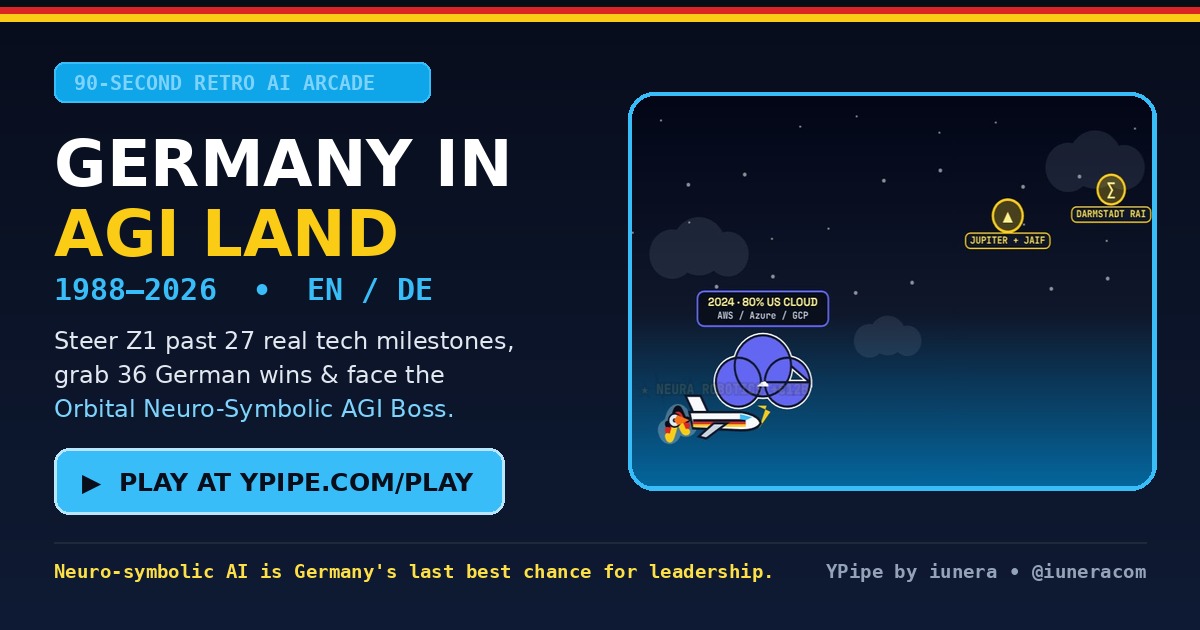 90-SECOND RETRO AI ARCADE
GERMANY IN
AGI LAND
1988–2026 • EN / DE
Steer Z1 past 27 real tech milestones,
grab 36 German wins & face the
Orbital Neuro-Symbolic AGI Boss.
▶ PLAY AT YPIPE.COM/PLAY
∑
DARMSTADT RAI
▲
JUPITER + JAIF
2024 · 80% US CLOUD
AWS / Azure / GCP
NEURA
Neuro-symbolic AI is Germany's last best chance for leadership.
YPipe by iunera • @iuneracom